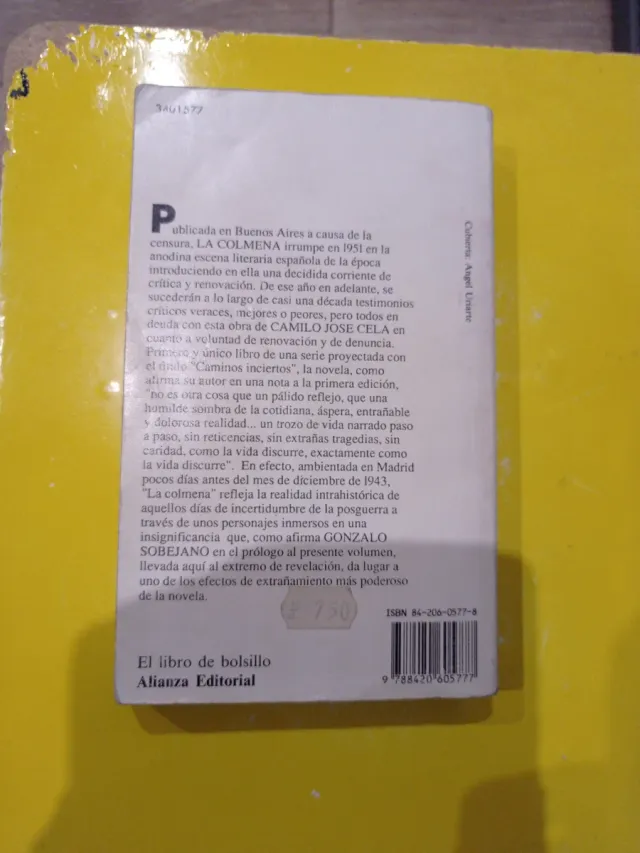 3401577
Publicada en Buenos Aires a causa de la
censura, LA COLMENA irrumpe en 1951 en la
anodina escena literaria española de la época
introduciendo en ella una decidida corriente de
crítica y renovación. De ese año en adelante, se
sucederán a lo largo de casi una década testimonios
críticos veraces, mejores o peores, pero todos en
deuda con esta obra de CAMILO JOSE CELA en
cuanto a voluntad de renovación y de denuncia.
Primero y único libro de una serie proyectada con
el título "Caminos inciertos", la novela, como
afirma su autor en una nota a la primera edición,
"no es otra cosa que un pálido reflejo, que una
humilde sombra de la cotidiana, áspera, entrañable
y dolorosa realidad... un trozo de vida narrado paso
a paso, sin reticencias, sin extrañas tragedias, sin
caridad, como la vida discurre, exactamente como
la vida discurre". En efecto, ambientada en Madrid
pocos días antes del mes de diciembre de 1943,
"La colmena" refleja la realidad intrahistórica de
aquellos días de incertidumbre de la posguerra a
través de unos personajes inmersos en una
insignificancia que, como afirma GONZALO
SOBEJANO en el prólogo al presente volumen,
llevada aquí al extremo de revelación, da lugar a
uno de los efectos de extrañamiento más poderoso
de la novela.
Cubierta: Angel Uriarte
750
ISBN 84-206-0577-8
9 788420 605777
El libro de bolsillo
Alianza Editorial